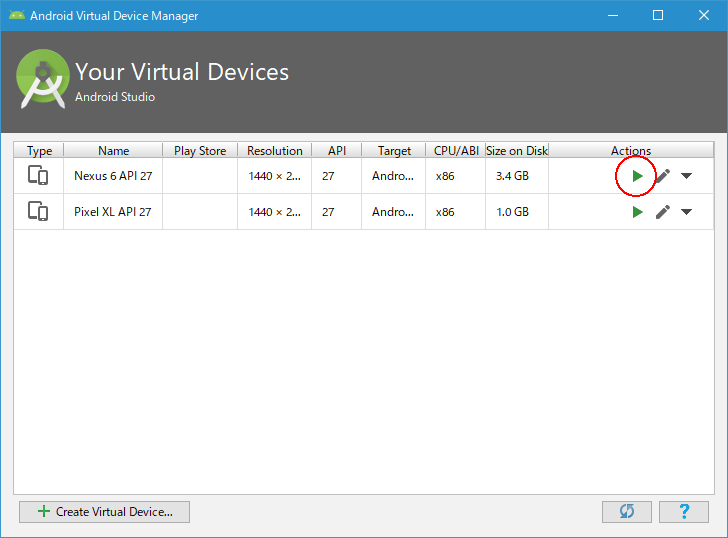 Android Virtual Device Manager
Your Virtual Devices
Android Studio
Type Name Play Store Resolution API Target CPU/ABI Size on Disk Actions
Nexus 6 API 27 1440 × 2... 27 Andro... x86 3.4 GB
Pixel XL API 27 1440 × 2... 27 Andro... x86 1.0 GB
Create Virtual Device... ?